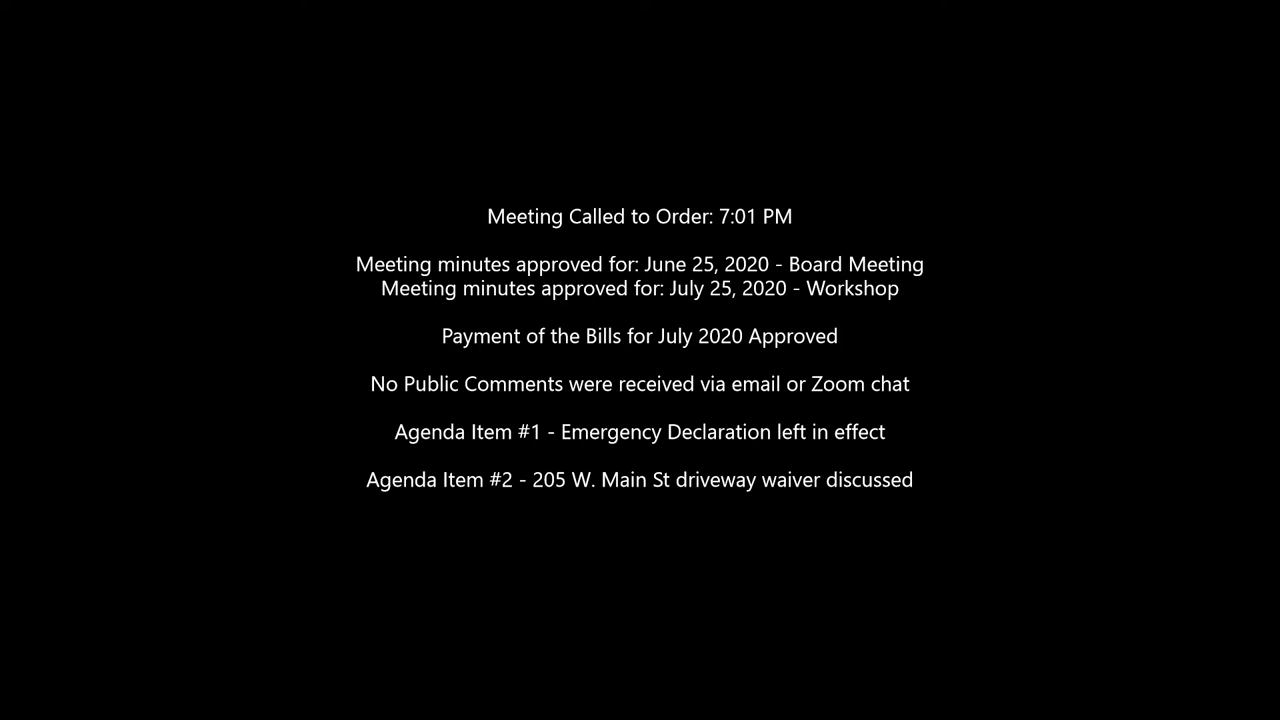 Meeting Called to Order: 7:01 PM
Meeting minutes approved for: June 25, 2020 - Board Meeting
Meeting minutes approved for: July 25, 2020 - Workshop
Payment of the Bills for July 2020 Approved
No Public Comments were received via email or Zoom chat
Agenda Item #1 - Emergency Declaration left in effect
Agenda Item #2 - 205 W. Main St driveway waiver discussed